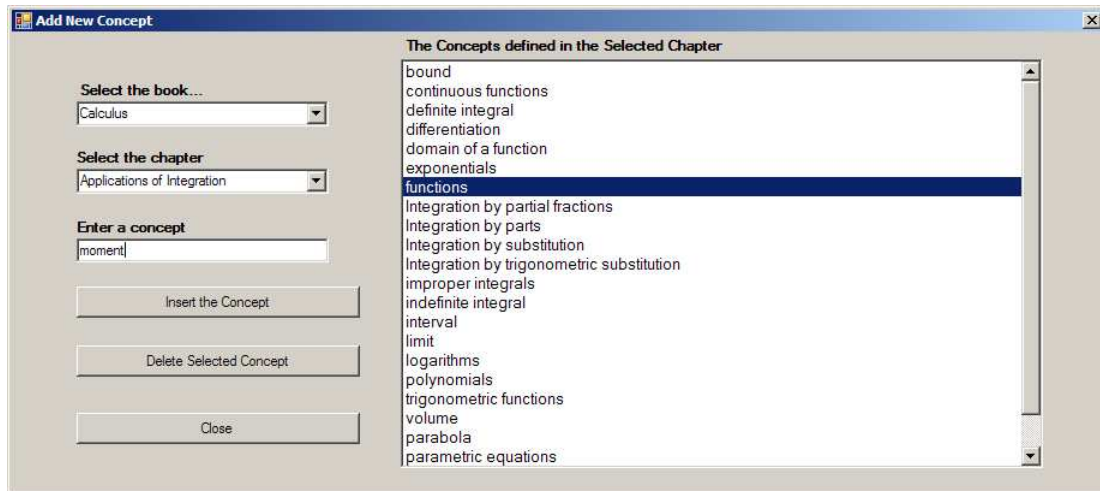 Add New Concept
The Concepts defined in the Selected Chapter
Select the book...
Calculus
Select the chapter
Applications of Integration
Enter a concept
moment
Insert the Concept
Delete Selected Concept
Close
bound
continuous functions
definite integral
differentiation
domain of a function
exponentials
functions
Integration by partial fractions
Integration by parts
Integration by substitution
Integration by trigonometric substitution
improper integrals
indefinite integral
interval
limit
logarithms
polynomials
trigonometric functions
volume
parabola
parametric equations